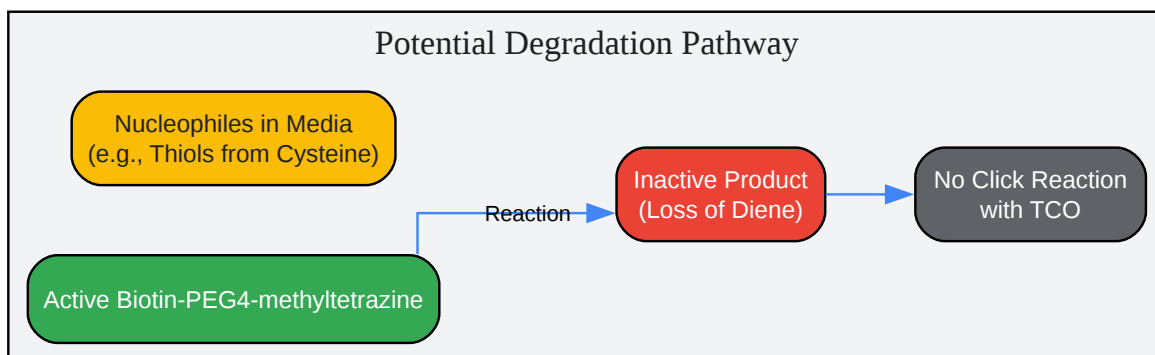 Potential Degradation Pathway
Nucleophiles in Media
(e.g., Thiols from Cysteine)
Active Biotin-PEG4-methyltetrazine
Reaction
Inactive Product
(Loss of Diene)
No Click Reaction
with TCO